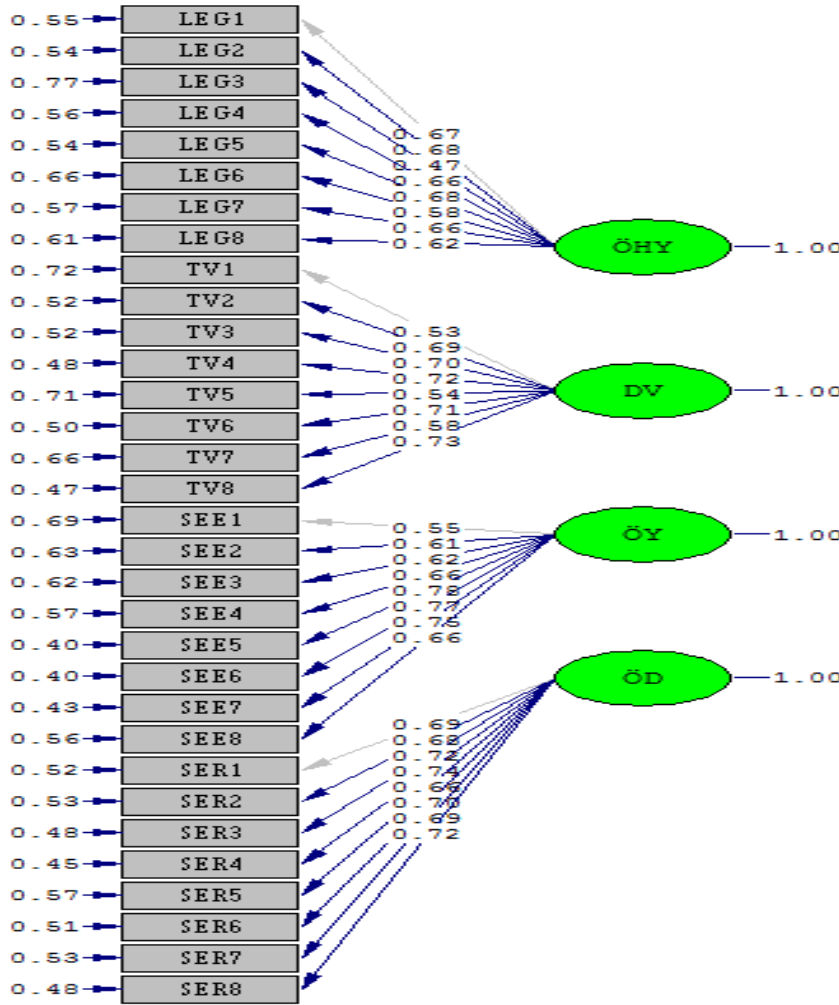 0.55 LEG1
0.54 LEG2
0.77 LEG3
0.56 LEG4
0.54 LEG5
0.66 LEG6
0.57 LEG7
0.61 LEG8
0.72 TV1
0.52 TV2
0.52 TV3
0.48 TV4
0.71 TV5
0.50 TV6
0.66 TV7
0.47 TV8
0.69 SEE1
0.63 SEE2
0.62 SEE3
0.57 SEE4
0.40 SEE5
0.40 SEE6
0.43 SEE7
0.56 SEE8
0.52 SER1
0.53 SER2
0.48 SER3
0.45 SER4
0.57 SER5
0.51 SER6
0.53 SER7
0.48 SER8
0.67
0.68
0.47
0.66
0.68
0.58
0.66
0.62
ÖHY 1.00
0.53
0.69
0.70
0.72
0.54
0.71
0.58
0.73
DV 1.00
0.55
0.61
0.62
0.66
0.78
0.77
0.75
0.66
ÖY 1.00
0.69
0.68
0.72
0.74
0.66
0.70
0.69
0.72
ÖD 1.00